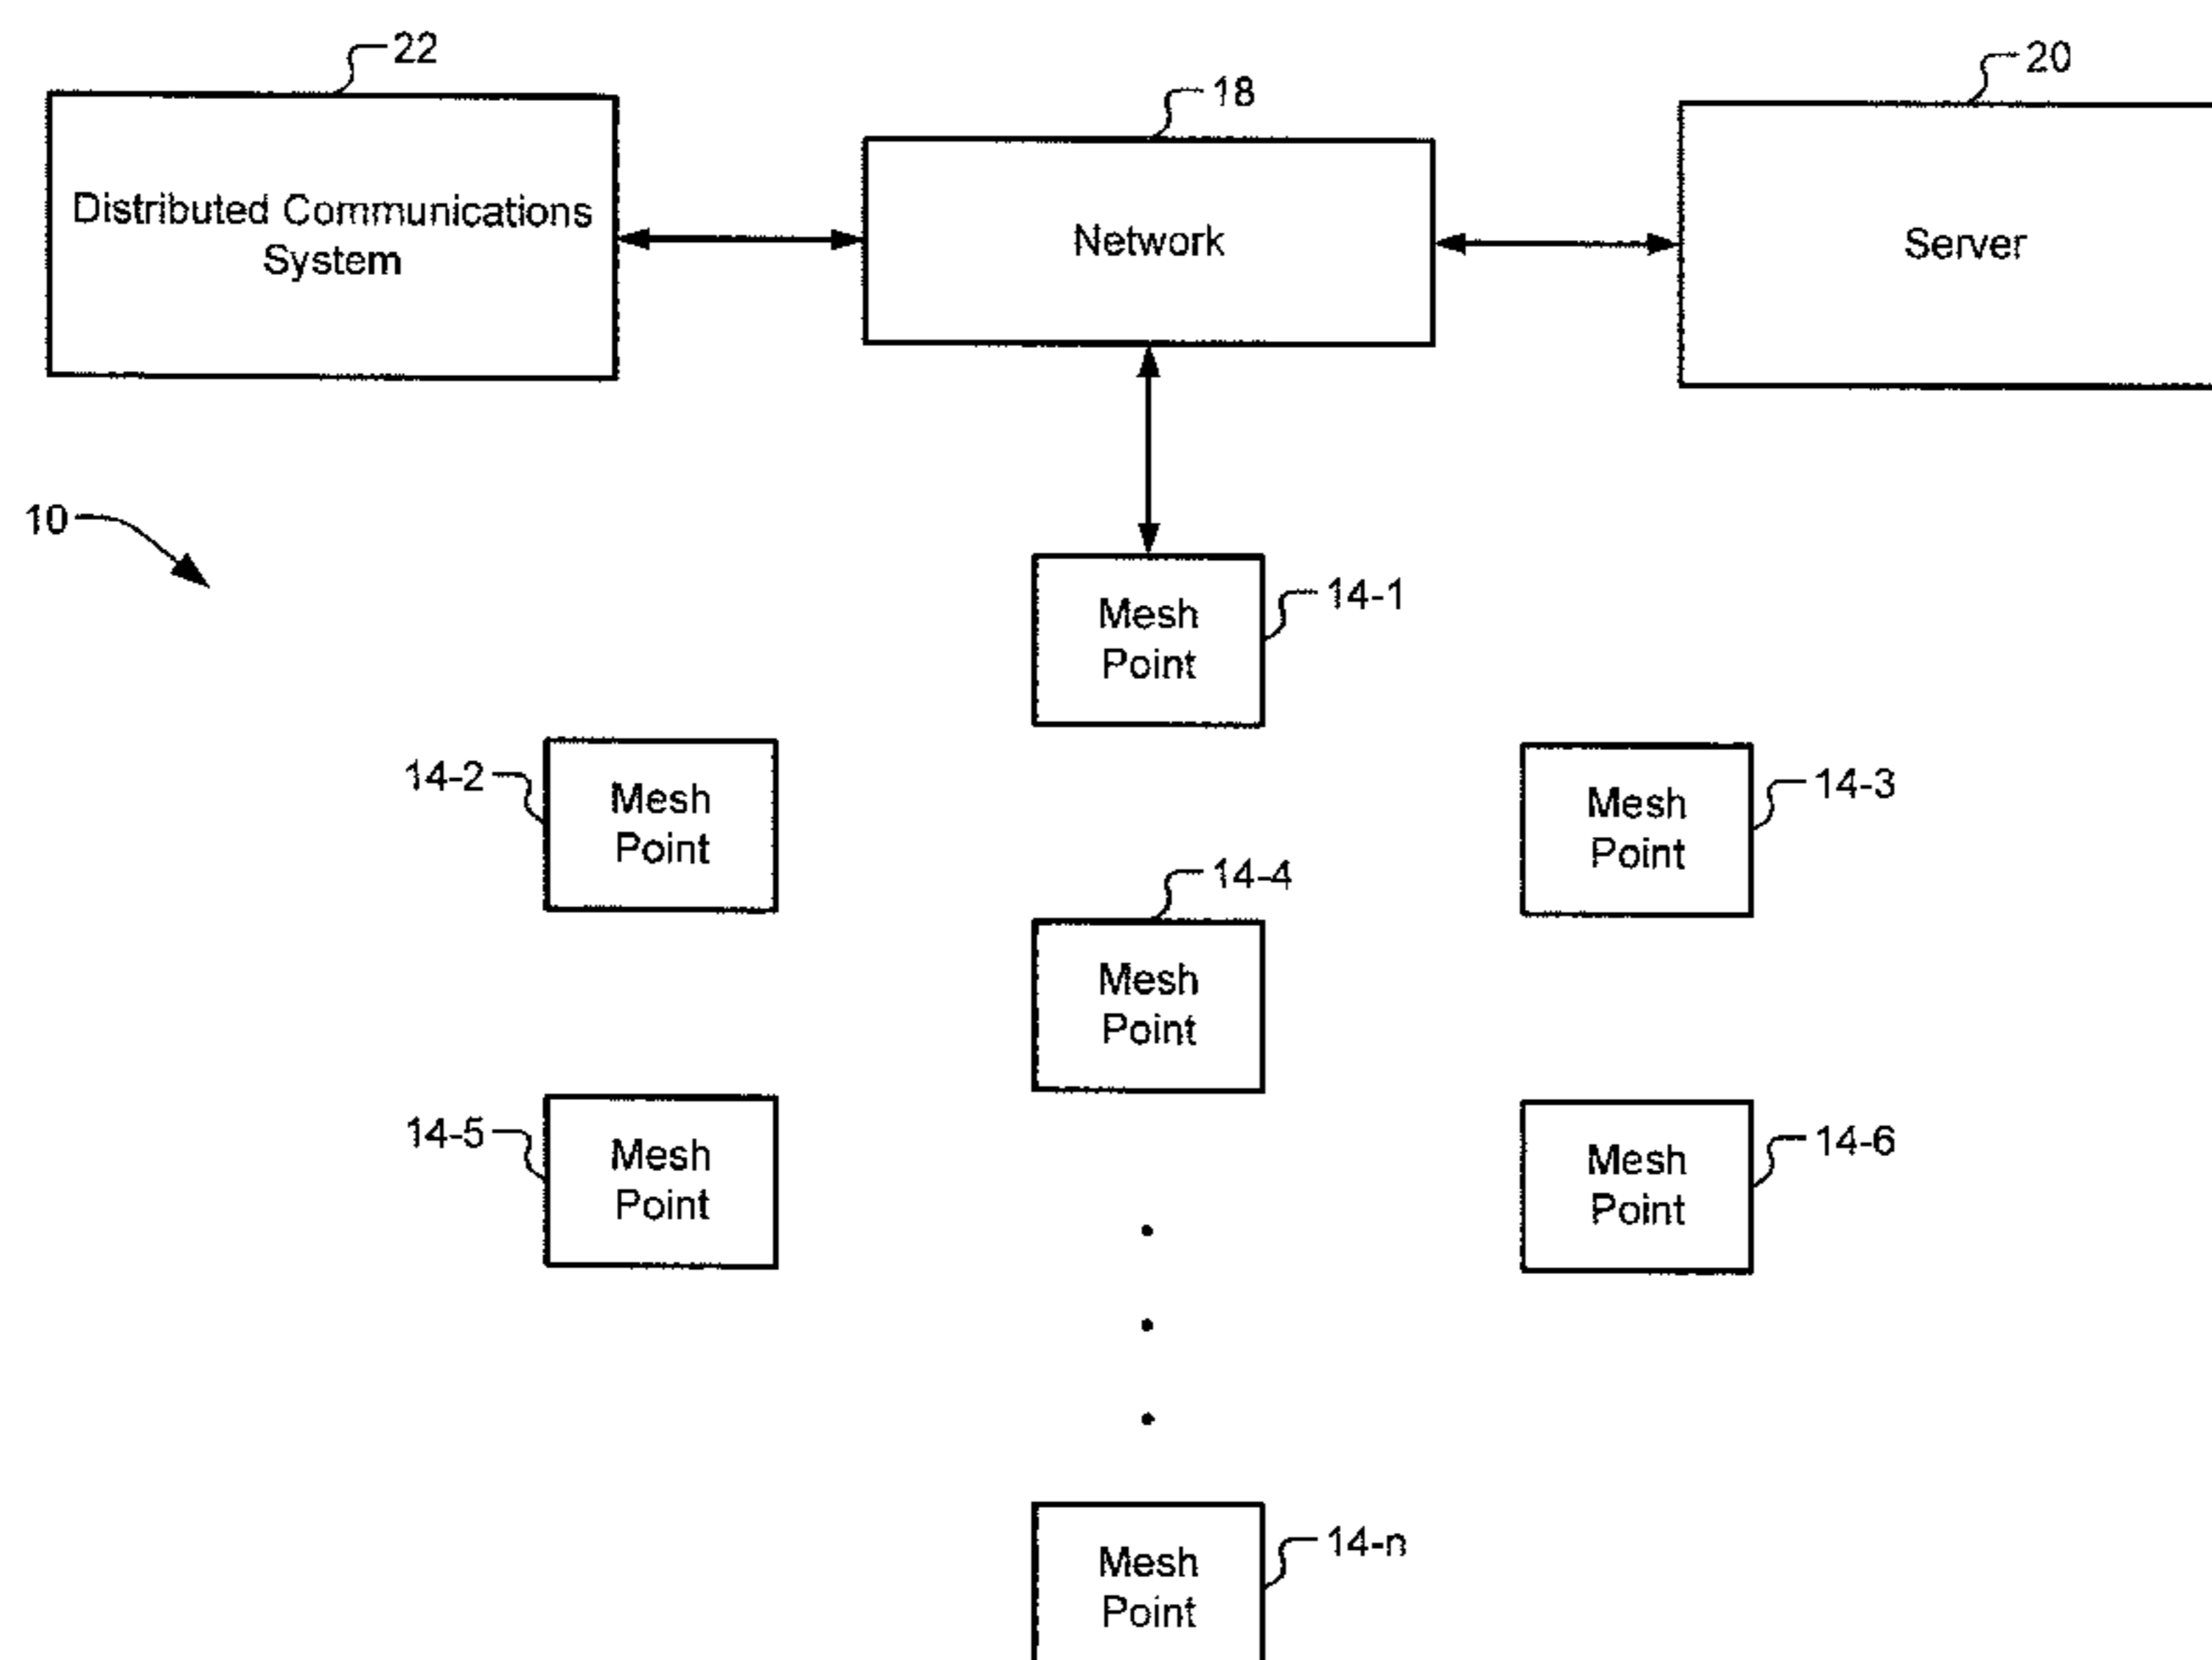 22
18
20
Distributed Communications
System
Network
Server
10
Mesh
Point
14-1
14-2
Mesh
Point
Mesh
Point
14-3
14-4
Mesh
Point
14-5
Mesh
Point
Mesh
Point
14-6
Mesh
Point
14-n